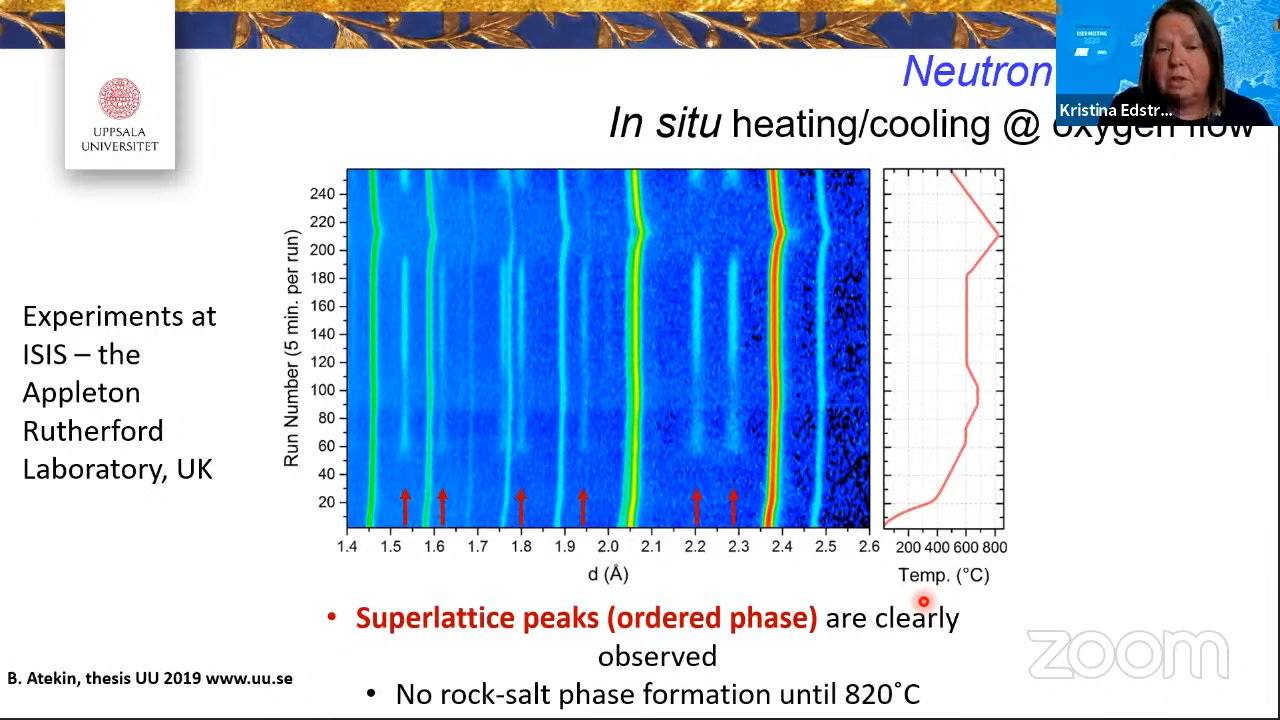 Neutron
In situ heating/cooling @ oxygen flow
Kristina Edstr...
USER MEETING
UPPSALA
UNIVERSITET
Experiments at
ISIS – the
Appleton
Rutherford
Laboratory, UK
Run Number (5 min. per run)
240
220
200
180
160
140
120
100
80
60
40
20
1.4 1.5 1.6 1.7 1.8 1.9 2.0 2.1 2.2 2.3 2.4 2.5 2.6
d (Å)
200 400 600 800
Temp. (°C)
• Superlattice peaks (ordered phase) are clearly
observed
• No rock-salt phase formation until 820˚C
B. Atekin, thesis UU 2019 www.uu.se
zoom